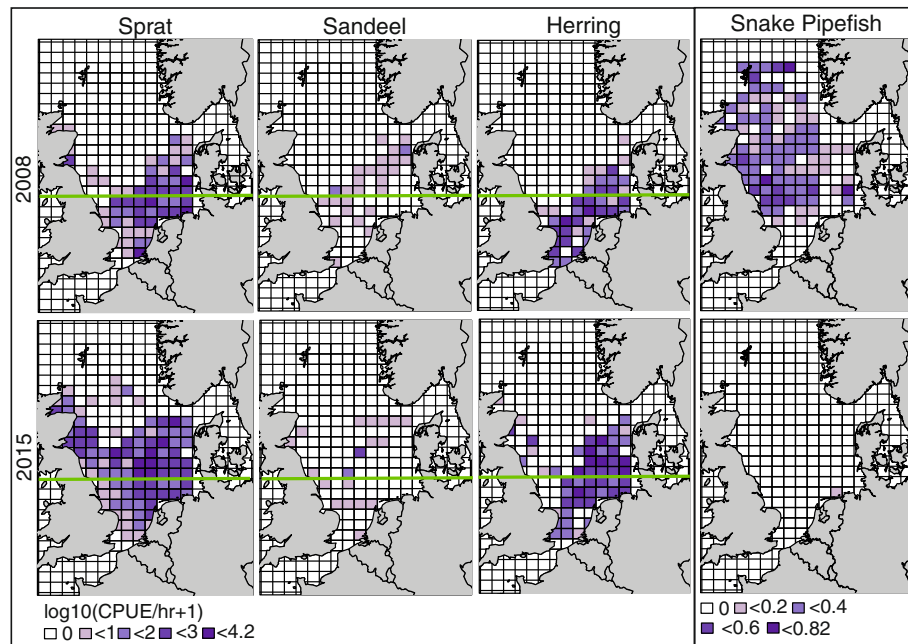 Sprat Sandeel Herring Snake Pipefish
2008
2015
log10(CPUE/hr+1)
0 <1 <2 <3 <4.2
0 <0.2 <0.4
<0.6 <0.82